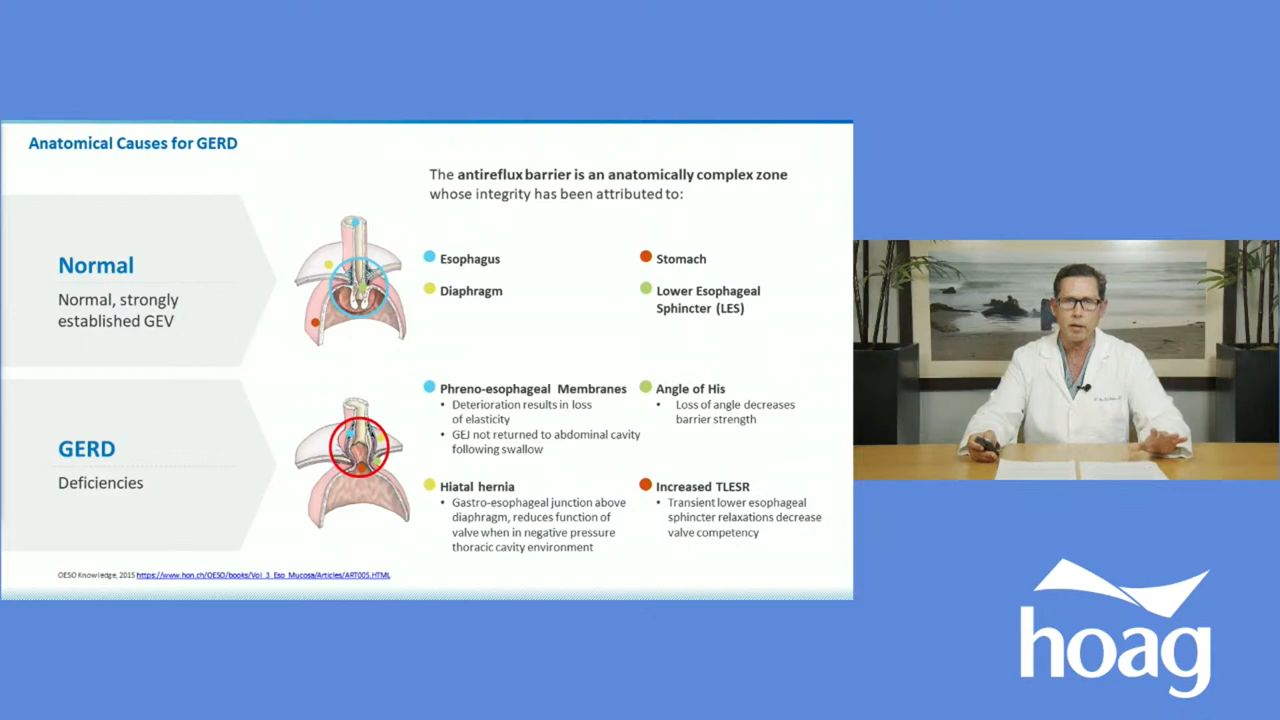 Anatomical Causes for GERD
The antireflux barrier is an anatomically complex zone
whose integrity has been attributed to:
Normal
Normal, strongly
established GEV
Esophagus
Stomach
Diaphragm
Lower Esophageal
Sphincter (LES)
GERD
Deficiencies
Phreno-esophageal Membranes
• Deterioration results in loss
of elasticity
• GEJ not returned to abdominal cavity
following swallow
Angle of His
• Loss of angle decreases
barrier strength
Hiatal hernia
• Gastro-esophageal junction above
diaphragm, reduces function of
valve when in negative pressure
thoracic cavity environment
Increased TLESR
• Transient lower esophageal
sphincter relaxations decrease
valve competency
OESO Knowledge, 2015 https://www.hon.ch/OESO/books/Vol_3_Eso_Mucosa/Articles/ART005.HTML
hoag